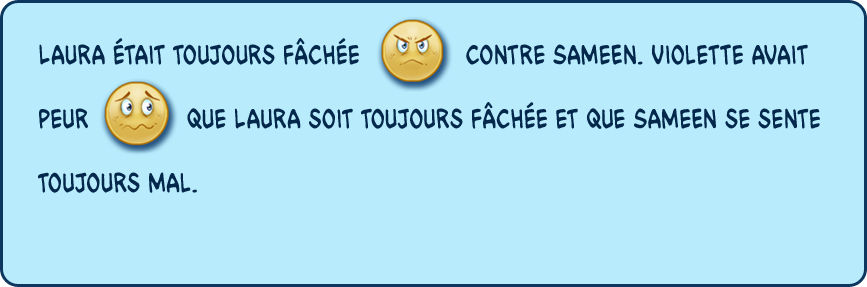 LAURA ÉTAIT TOUJOURS FÂCHÉE CONTRE SAMEEN. VIOLETTE AVAIT
PEUR QUE LAURA SOIT TOUJOURS FÂCHÉE ET QUE SAMEEN SE SENTE
TOUJOURS MAL.